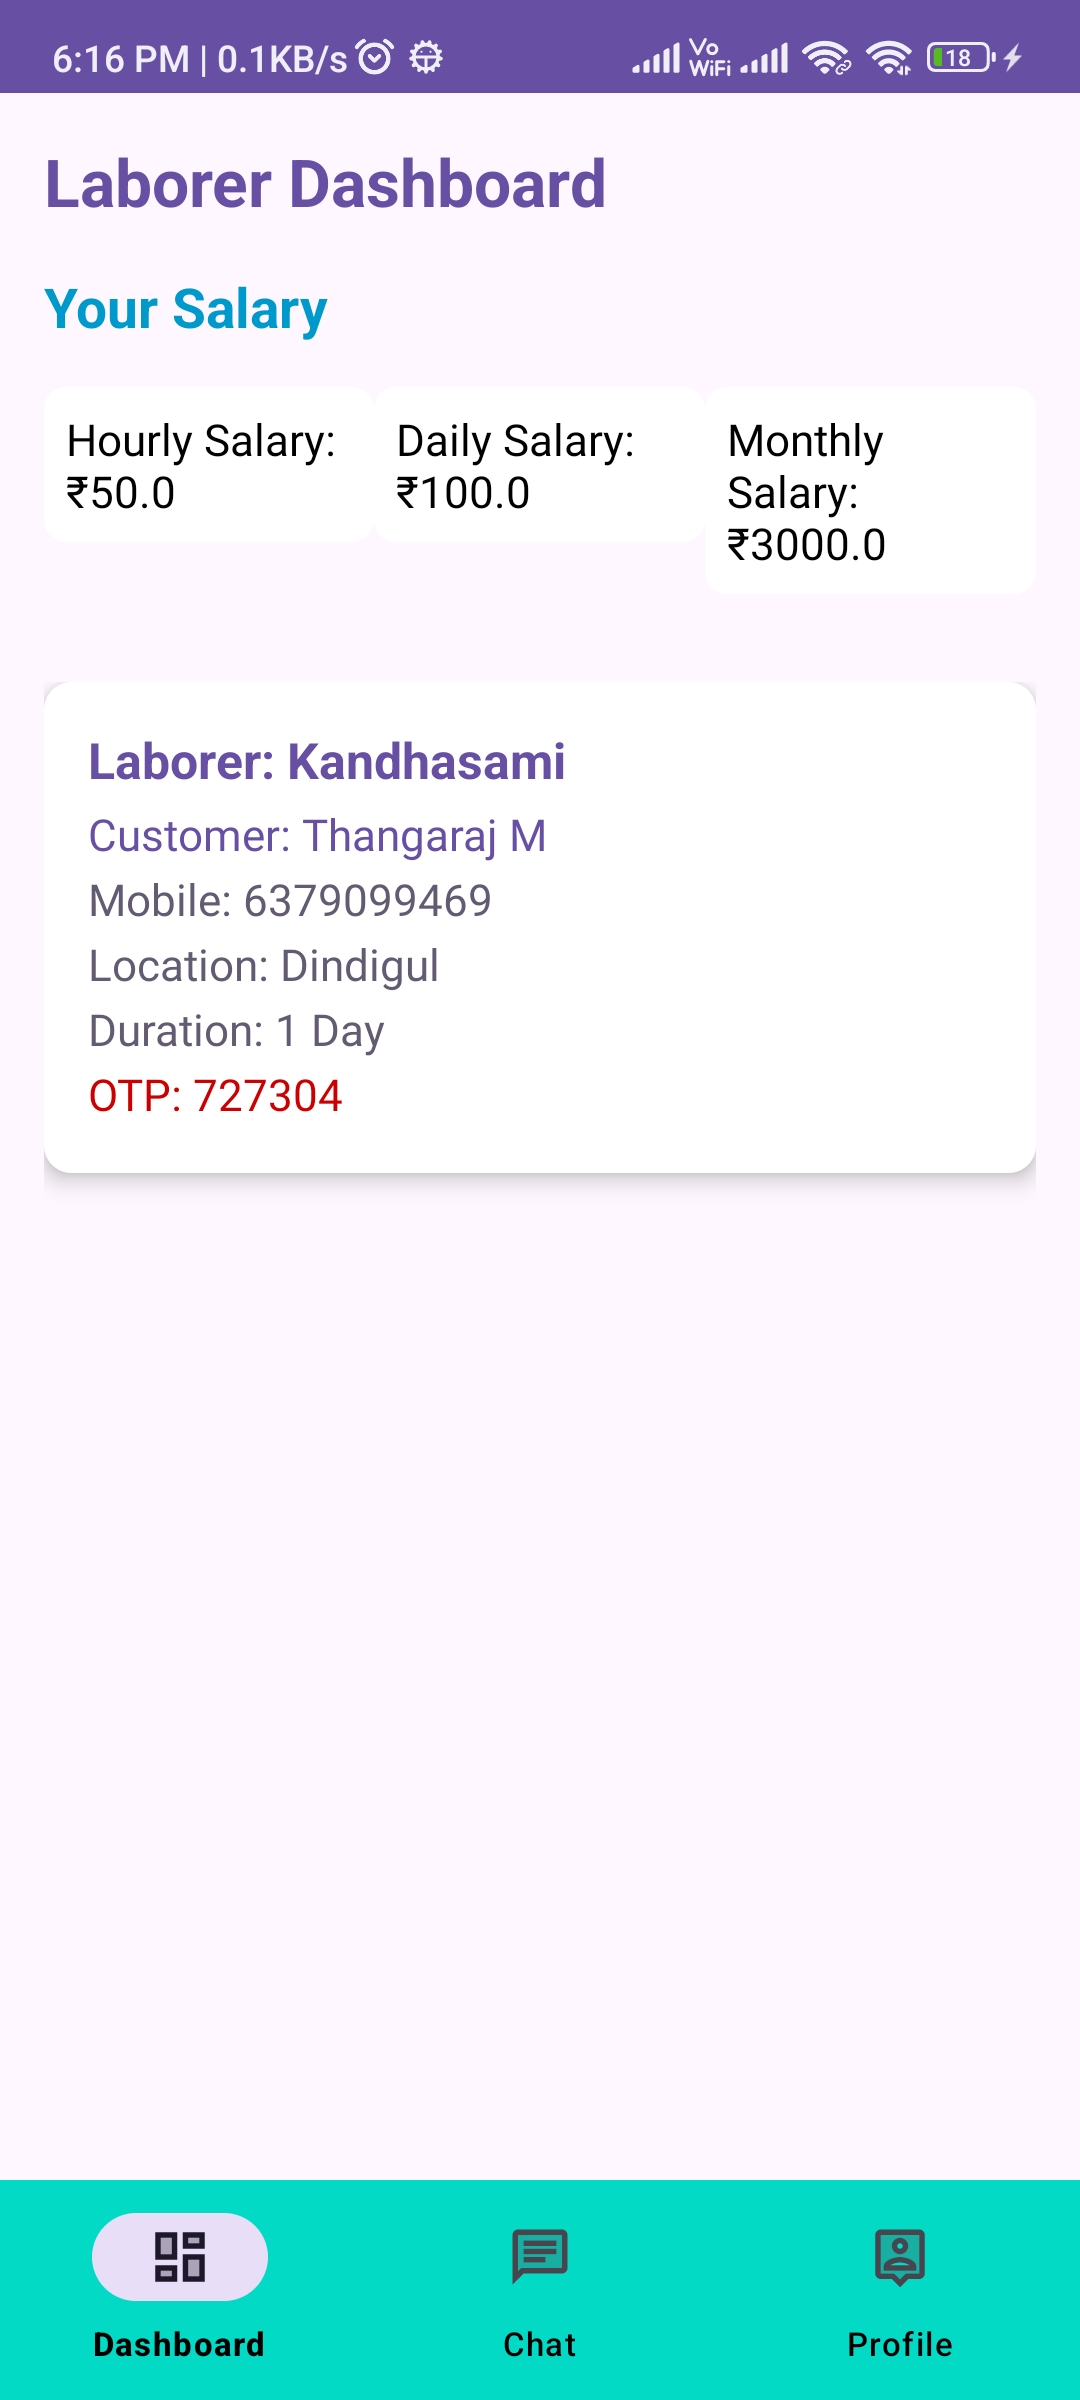 6:16 PM | 0.1KB/s
Vo
WiFi
18
Laborer Dashboard
Your Salary
Hourly Salary:
₹50.0
Daily Salary:
₹100.0
Monthly
Salary:
₹3000.0
Laborer: Kandhasami
Customer: Thangaraj M
Mobile: 6379099469
Location: Dindigul
Duration: 1 Day
OTP: 727304
Dashboard
Chat
Profile